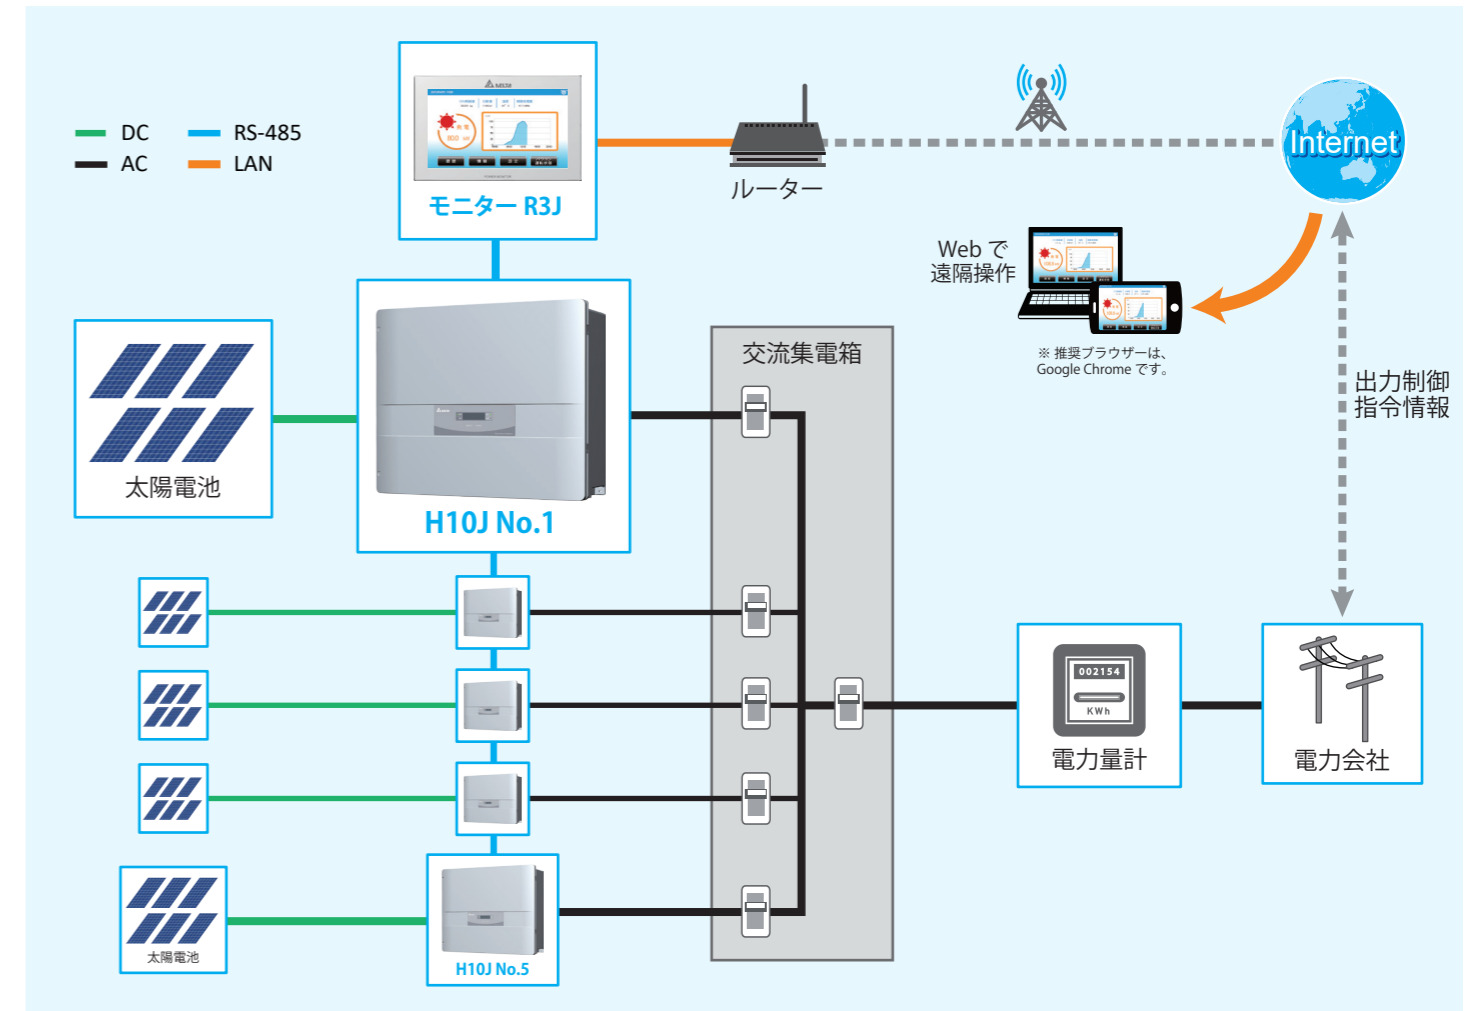 DC
RS-485
AC
LAN
DELTA
モニター R3J
ルーター
Internet
Web で
遠隔操作
※ 推奨ブラウザーは、
Google Chrome です。
出力制御
指令情報
太陽電池
H10J No.1
交流集電箱
002154
KWh
電力量計
電力会社
太陽電池
H10J No.5